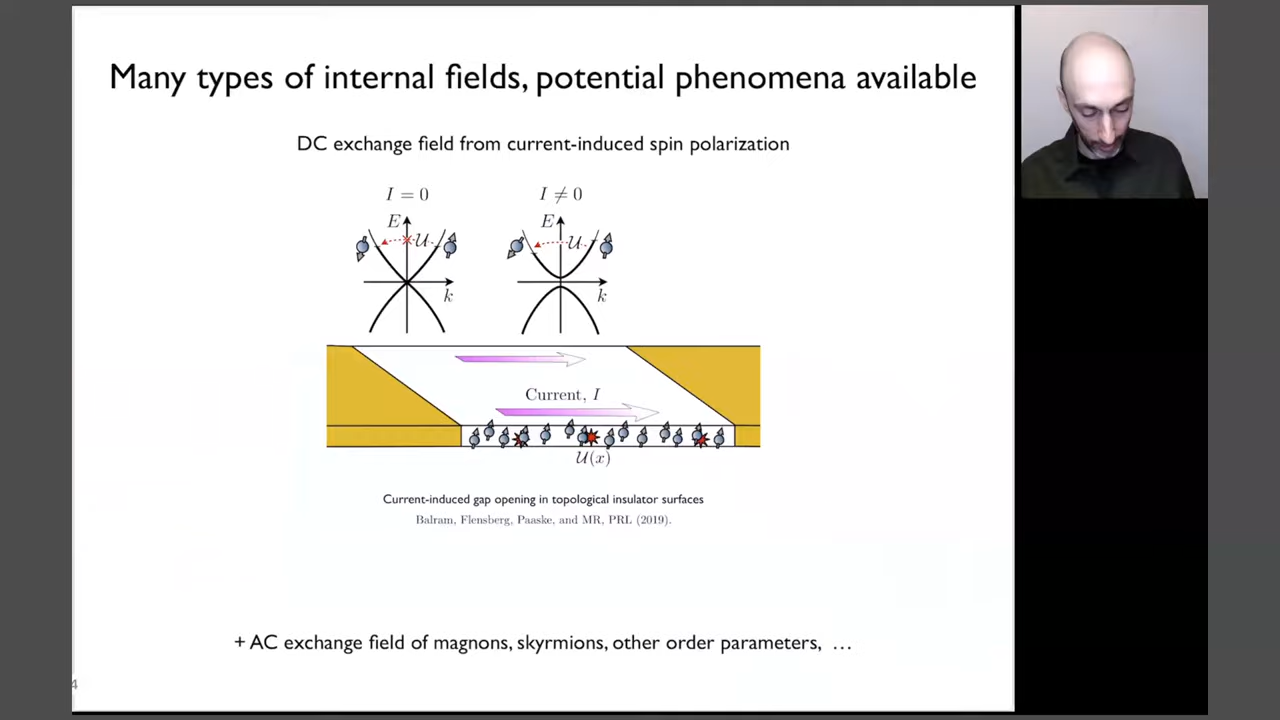 Many types of internal fields, potential phenomena available
DC exchange field from current-induced spin polarization
I = 0
I ≠ 0
E
U
E
U
k
k
Current, I
U(x)
Current-induced gap opening in topological insulator surfaces
Balram, Flensberg, Paaske, and MR, PRL (2019).
+ AC exchange field of magnons, skyrmions, other order parameters, …
4